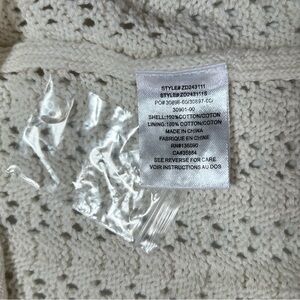 STYLE#ZD243111
STYLE#ZD243111S
PO#30896-00/30897-00/
30901-00
SHELL:100%COTTON/COTON
LINING:100% COTTON/COTON
MADE IN CHINA
FABRIQUE EN CHINE
RN#136090
CA#35884
SEE REVERSE FOR CARE
VOIR INSTRUCTIONS AU DOS